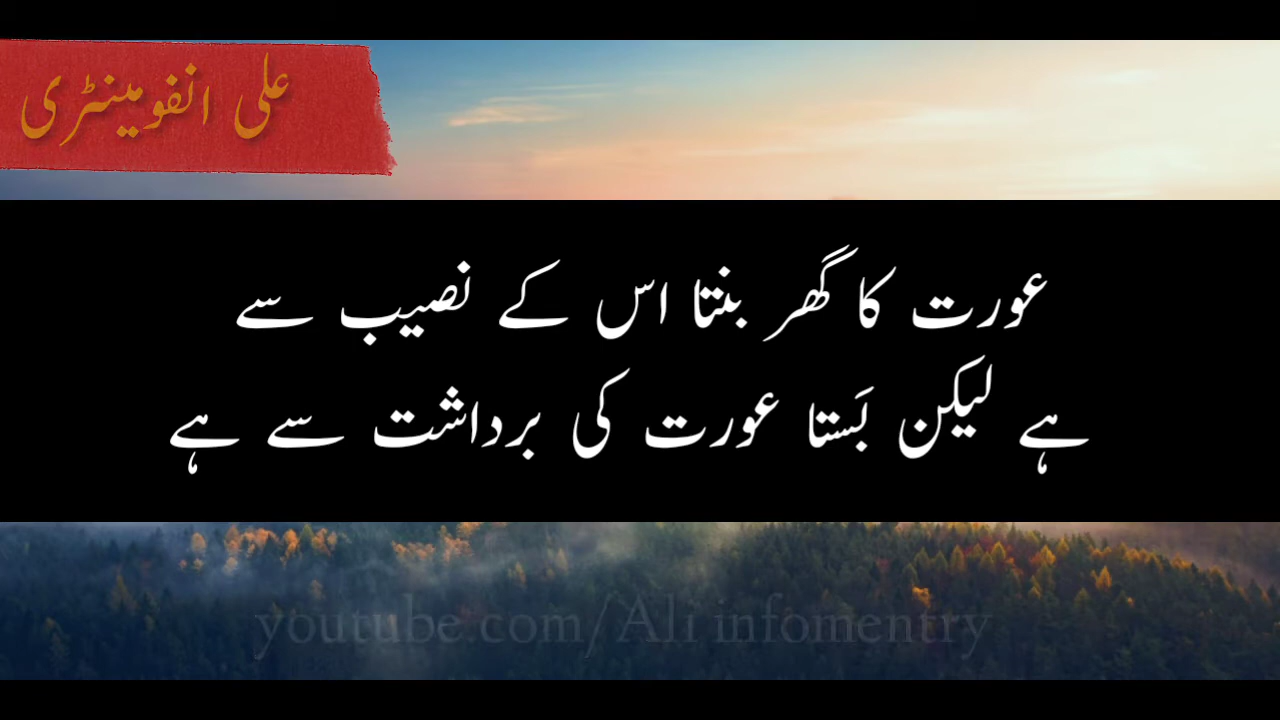 علی انفومینٹری
عورت کا گھر بنتا اس کے نصیب سے
ہے لیکن بَستا عورت کی برداشت سے ہے
youtube com/Ali infomentry